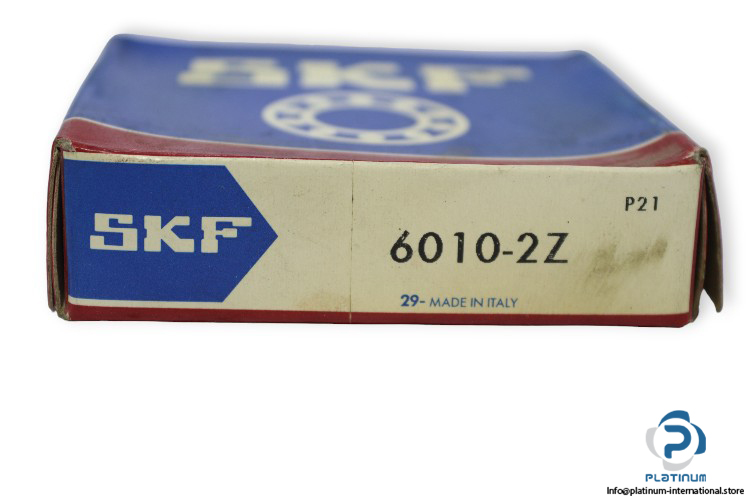 SKF
SKF
P21
6010-2Z
29- MADE IN ITALY
PLATINUM
Info@platinum-international.store